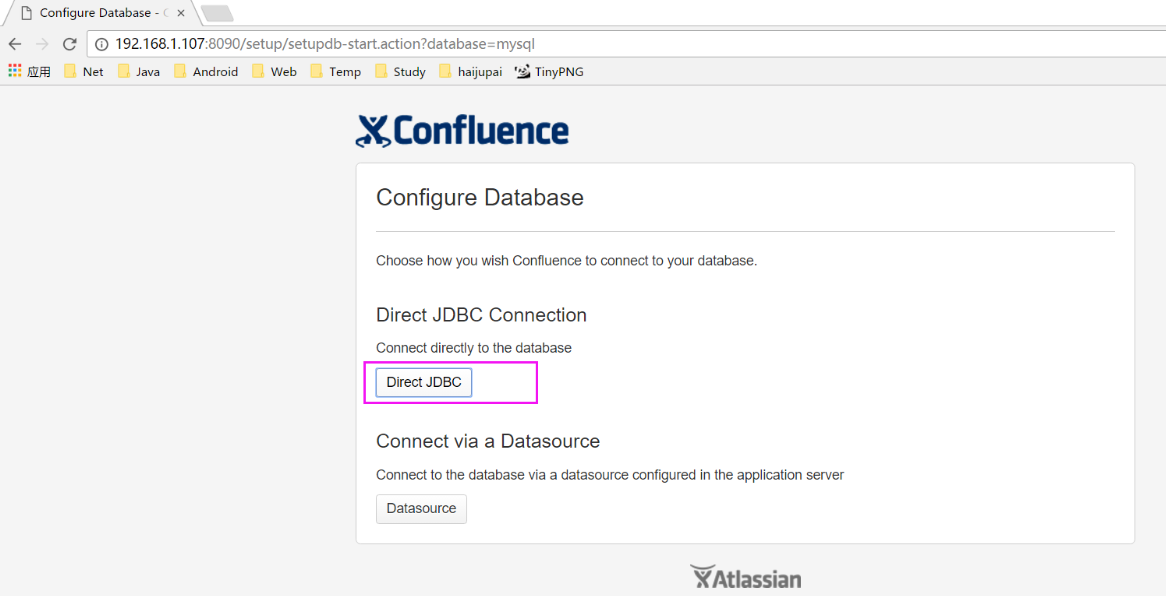 Configure Database - C
192.168.1.107:8090/setup/setupdb-start.action?database=mysql
应用 Net Java Android Web Temp Study haijupai TinyPNG
Confluence
Configure Database
Choose how you wish Confluence to connect to your database.
Direct JDBC Connection
Connect directly to the database
Direct JDBC
Connect via a Datasource
Connect to the database via a datasource configured in the application server
Datasource
Atlassian